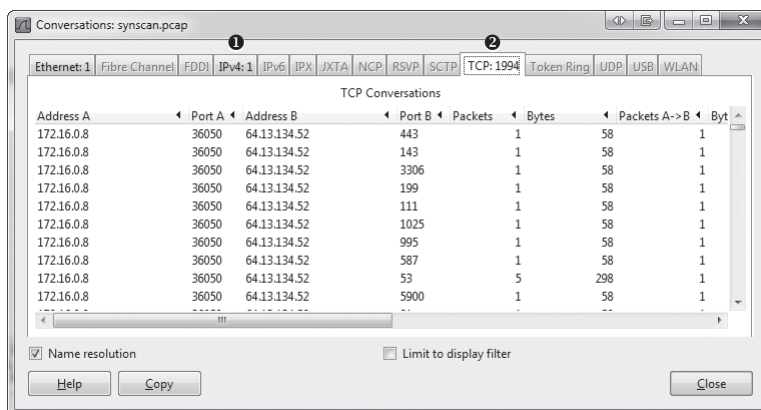 Conversations: synscan.pcap
❶ ❷
Ethernet: 1 Fibre Channel FDDI IPv4: 1 IPv6 IPX JXTA NCP RSVP SCTP TCP: 1994 Token Ring UDP USB WLAN
TCP Conversations
Address A Port A Address B Port B Packets Bytes Packets A->B Byt
172.16.0.8 36050 64.13.134.52 443 1 58 1
172.16.0.8 36050 64.13.134.52 143 1 58 1
172.16.0.8 36050 64.13.134.52 3306 1 58 1
172.16.0.8 36050 64.13.134.52 199 1 58 1
172.16.0.8 36050 64.13.134.52 111 1 58 1
172.16.0.8 36050 64.13.134.52 1025 1 58 1
172.16.0.8 36050 64.13.134.52 995 1 58 1
172.16.0.8 36050 64.13.134.52 587 1 58 1
172.16.0.8 36050 64.13.134.52 53 5 298 1
172.16.0.8 36050 64.13.134.52 5900 1 58 1
Name resolution Limit to display filter
Help Copy Close